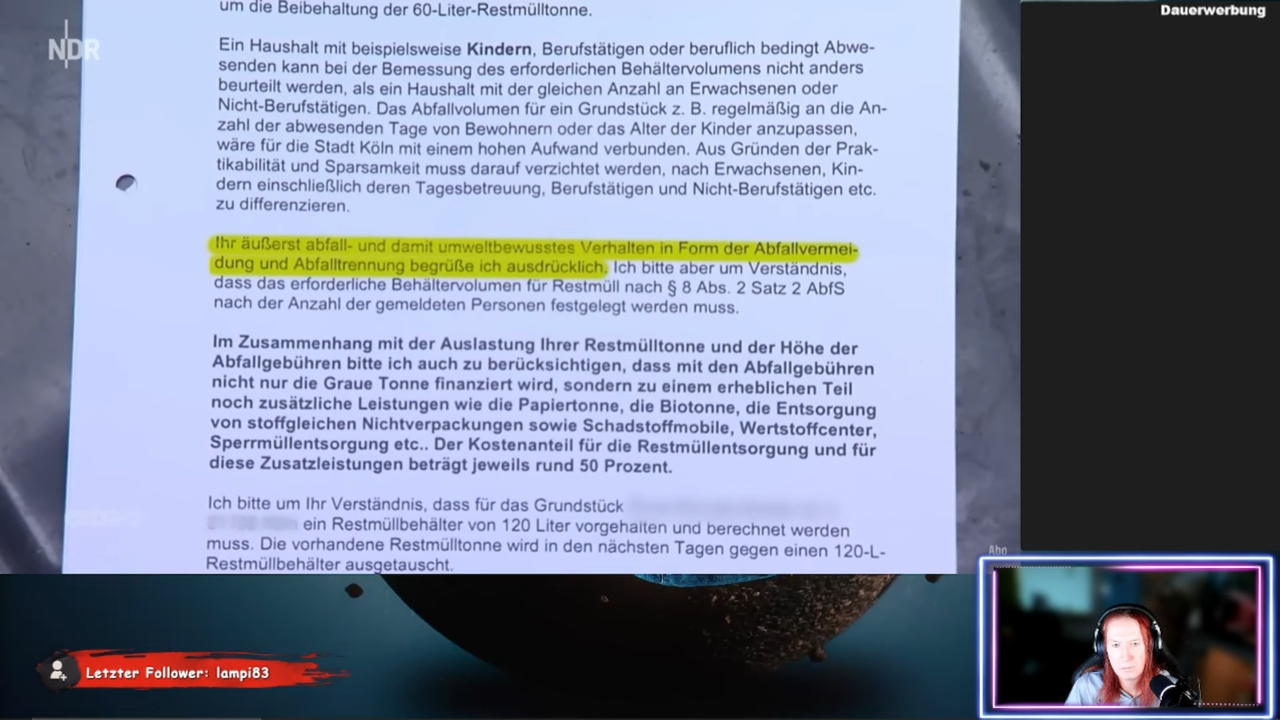 um die Beibehaltung der 60-Liter-Restmülltonne.
Dauerwerbung
NDR
Ein Haushalt mit beispielsweise Kindern, Berufstätigen oder beruflich bedingt Abwe-
senden kann bei der Bemessung des erforderlichen Behältervolumens nicht anders
beurteilt werden, als ein Haushalt mit der gleichen Anzahl an Erwachsenen oder
Nicht-Berufstätigen. Das Abfallvolumen für ein Grundstück z. B. regelmäßig an die An-
zahl der abwesenden Tage von Bewohnern oder das Alter der Kinder anzupassen,
wäre für die Stadt Köln mit einem hohen Aufwand verbunden. Aus Gründen der Prak-
tikabilität und Sparsamkeit muss darauf verzichtet werden, nach Erwachsenen, Kin-
dern einschließlich deren Tagesbetreuung, Berufstätigen und Nicht-Berufstätigen etc.
zu differenzieren.
Ihr äußerst abfall- und damit umweltbewusstes Verhalten in Form der Abfallvermei-
dung und Abfalltrennung begrüße ich ausdrücklich. Ich bitte aber um Verständnis,
dass das erforderliche Behältervolumen für Restmüll nach § 8 Abs. 2 Satz 2 AbfS
nach der Anzahl der gemeldeten Personen festgelegt werden muss.
Im Zusammenhang mit der Auslastung Ihrer Restmülltonne und der Höhe der
Abfallgebühren bitte ich auch zu berücksichtigen, dass mit den Abfallgebühren
nicht nur die Graue Tonne finanziert wird, sondern zu einem erheblichen Teil
noch zusätzliche Leistungen wie die Papiertonne, die Biotonne, die Entsorgung
von stoffgleichen Nichtverpackungen sowie Schadstoffmobile, Wertstoffcenter,
Sperrmüllentsorgung etc.. Der Kostenanteil für die Restmüllentsorgung und für
diese Zusatzleistungen beträgt jeweils rund 50 Prozent.
Ich bitte um Ihr Verständnis, dass für das Grundstück
ein Restmüllbehälter von 120 Liter vorgehalten und berechnet werden
muss. Die vorhandene Restmülltonne wird in den nächsten Tagen gegen einen 120-L-
Restmüllbehälter ausgetauscht.
Abo
Letzter Follower: lampi83